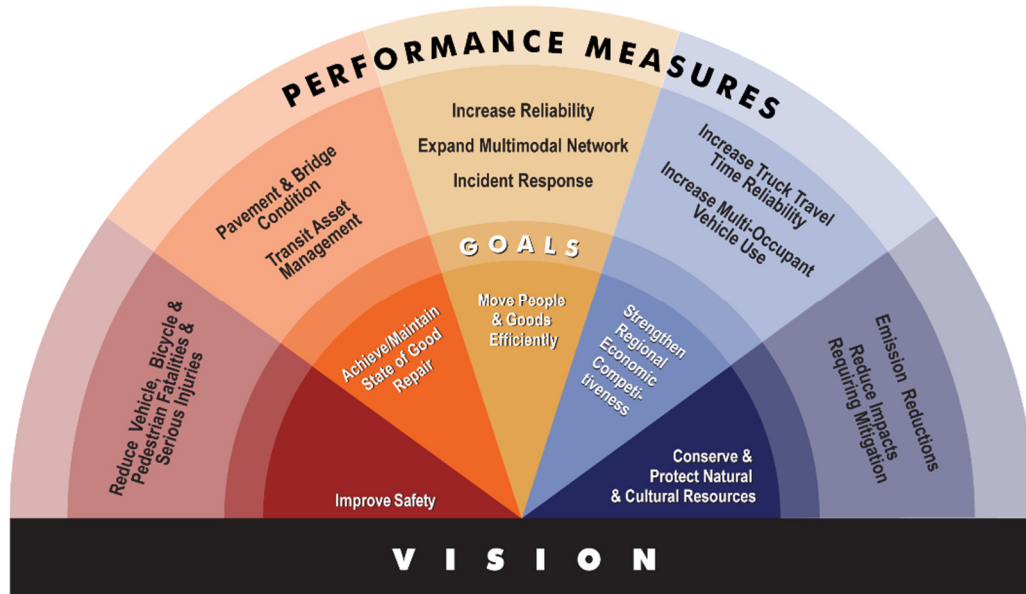 PERFORMANCE MEASURES
Reduce Vehicle, Bicycle &
Pedestrian Fatalities &
Serious Injuries
Pavement & Bridge
Condition
Transit Asset
Management
Increase Reliability
Expand Multimodal Network
Incident Response
Increase Truck Travel
Time Reliability
Increase Multi-Occupant
Vehicle Use
Emission Reductions
Reduce Impacts
Requiring Mitigation
GOALS
Improve Safety
Achieve/Maintain
State of Good
Repair
Move People
& Goods
Efficiently
Strengthen
Regional
Economic
Competi-
tiveness
Conserve &
Protect Natural
& Cultural Resources
VISION